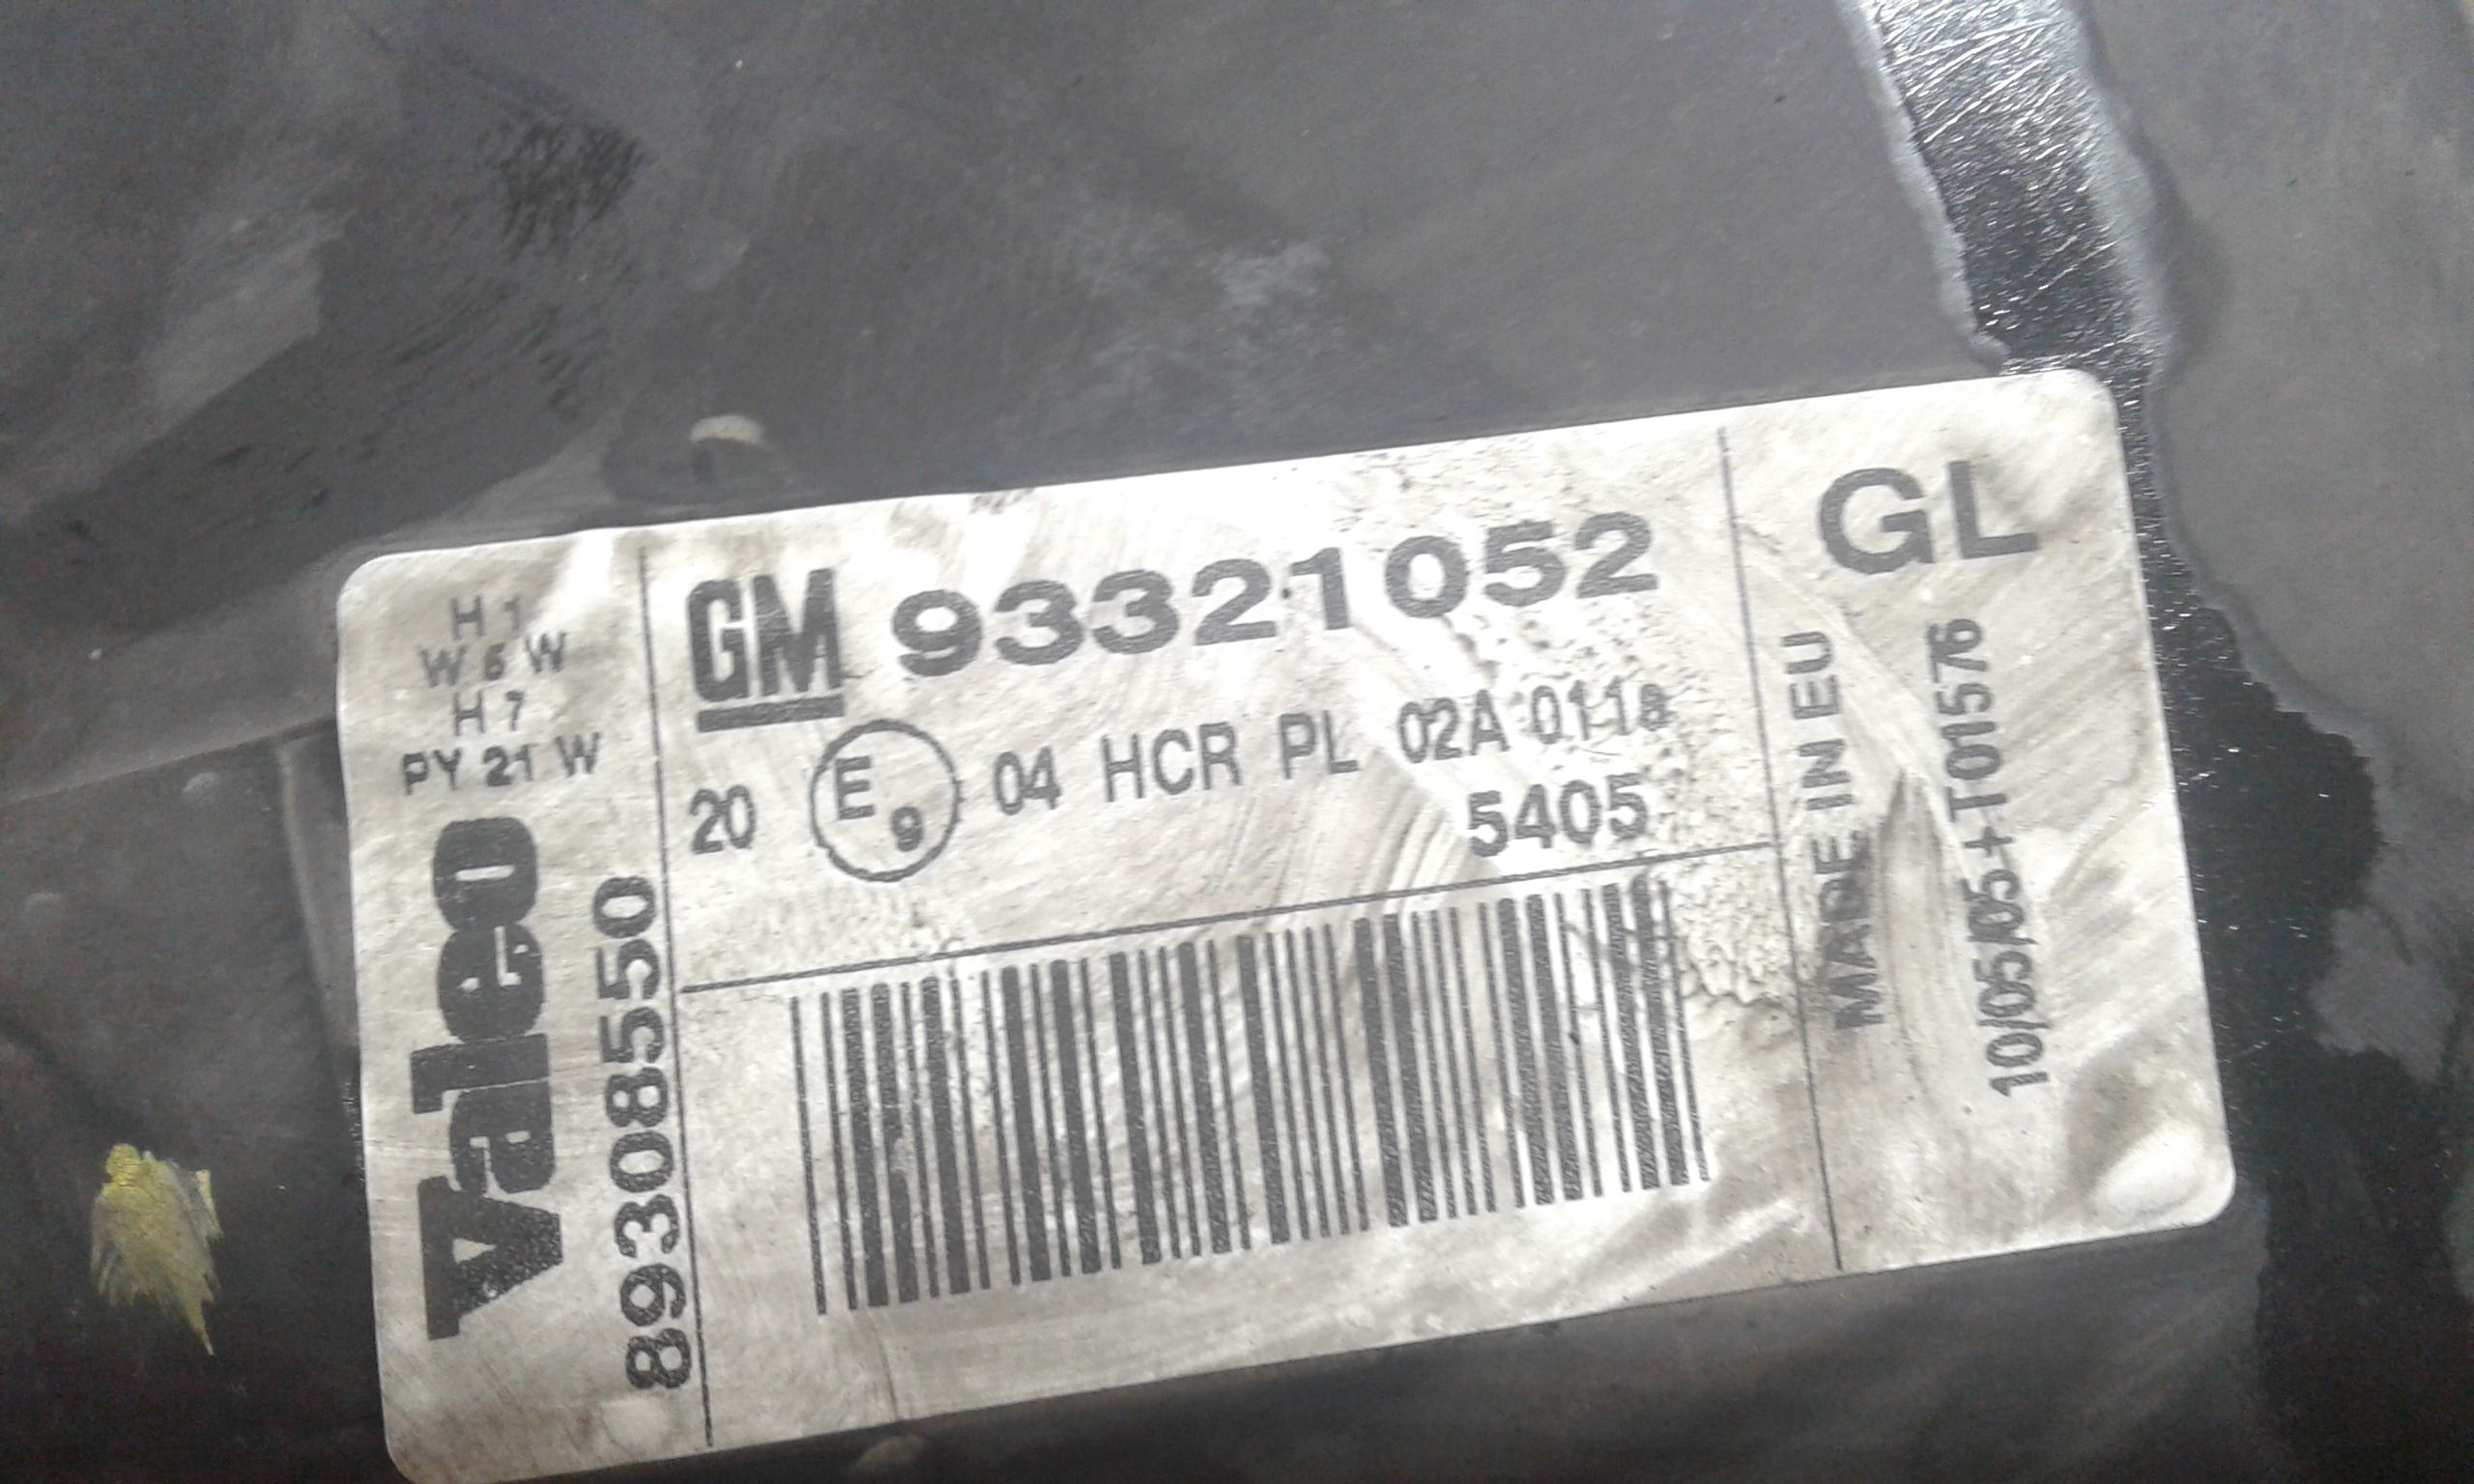 H 1
W 5 W
H 7
PY 21 W
Valeo
89308550
GM 93321052
20 E 9 04 HCR PL 02A 011a
5405
GL
MADE IN EU
10/05/05+T01576